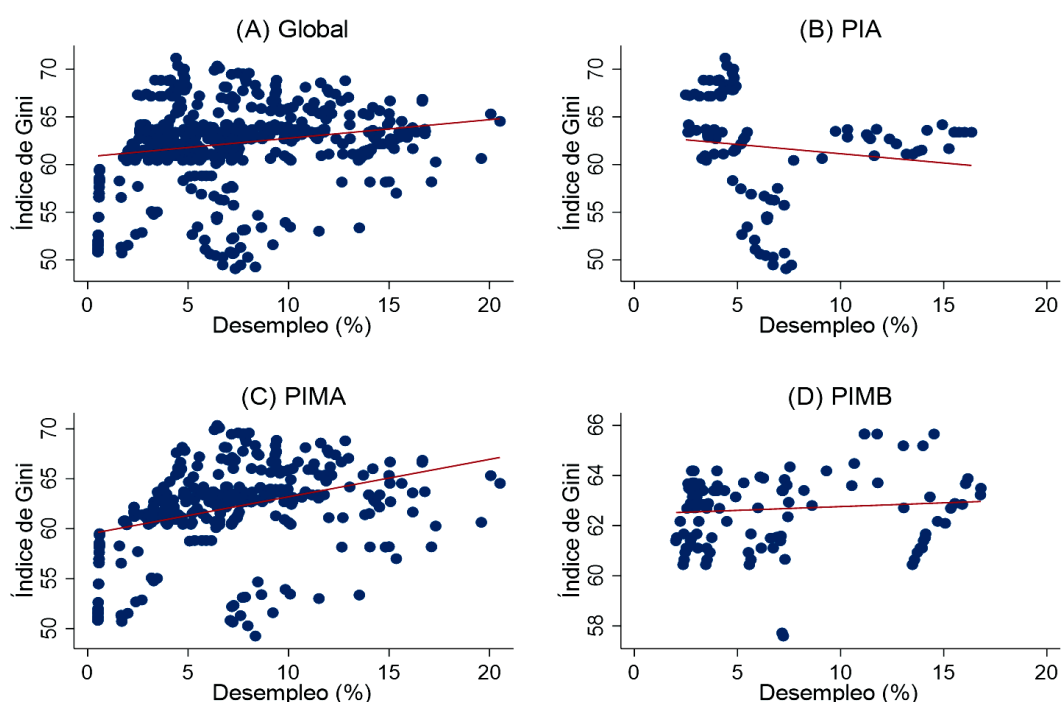 (A) Global
Índice de Gini
70
65
60
55
50
0 5 10 15 20
Desempleo (%)
(B) PIA
Índice de Gini
70
65
60
55
50
0 5 10 15 20
Desempleo (%)
(C) PIMA
Índice de Gini
70
65
60
55
50
0 5 10 15 20
Desempleo (%)
(D) PIMB
Índice de Gini
66
64
62
60
58
0 5 10 15 20
Desempleo (%)